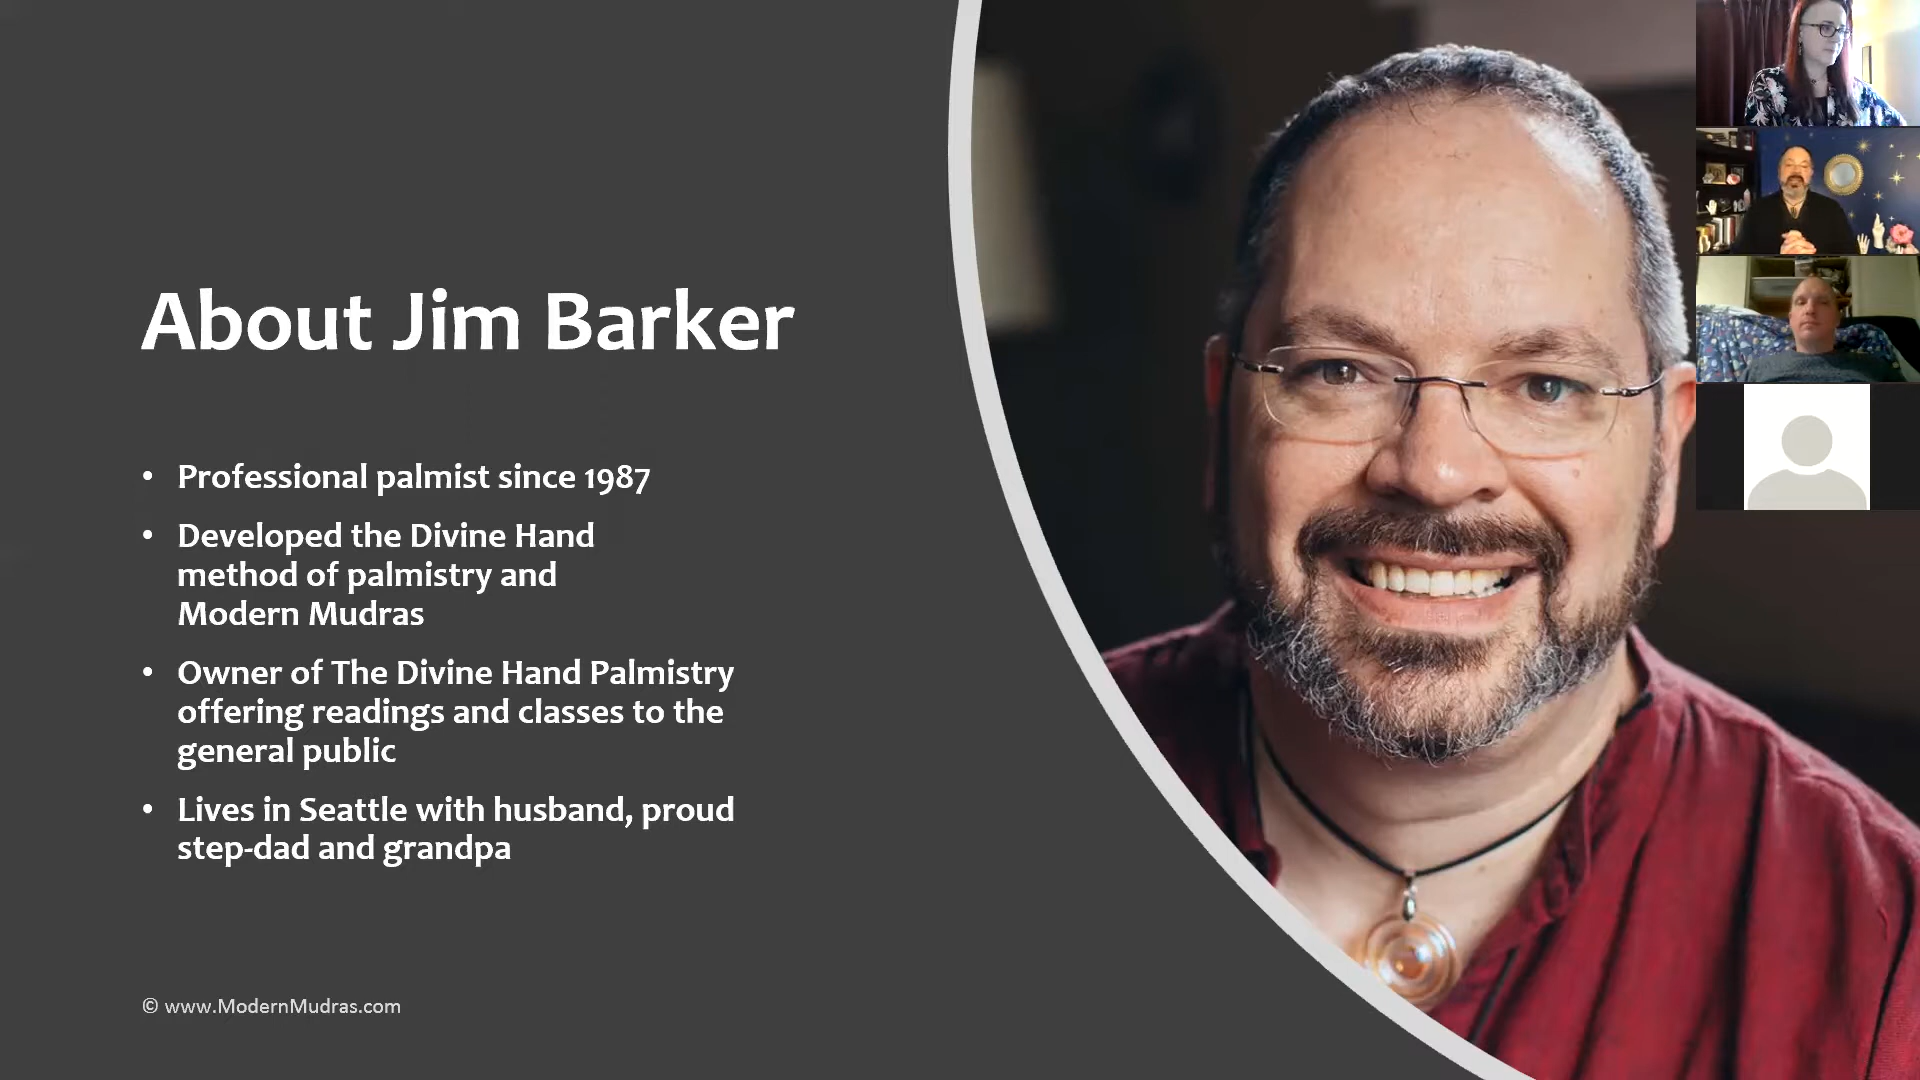 About Jim Barker
• Professional palmist since 1987
• Developed the Divine Hand
method of palmistry and
Modern Mudras
• Owner of The Divine Hand Palmistry
offering readings and classes to the
general public
• Lives in Seattle with husband, proud
step-dad and grandpa
© www.ModernMudras.com